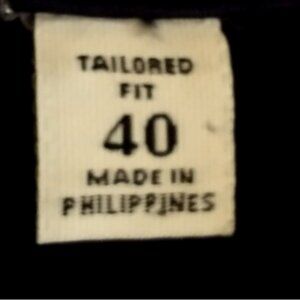 TAILORED
FIT
40
MADE IN
PHILIPPINES